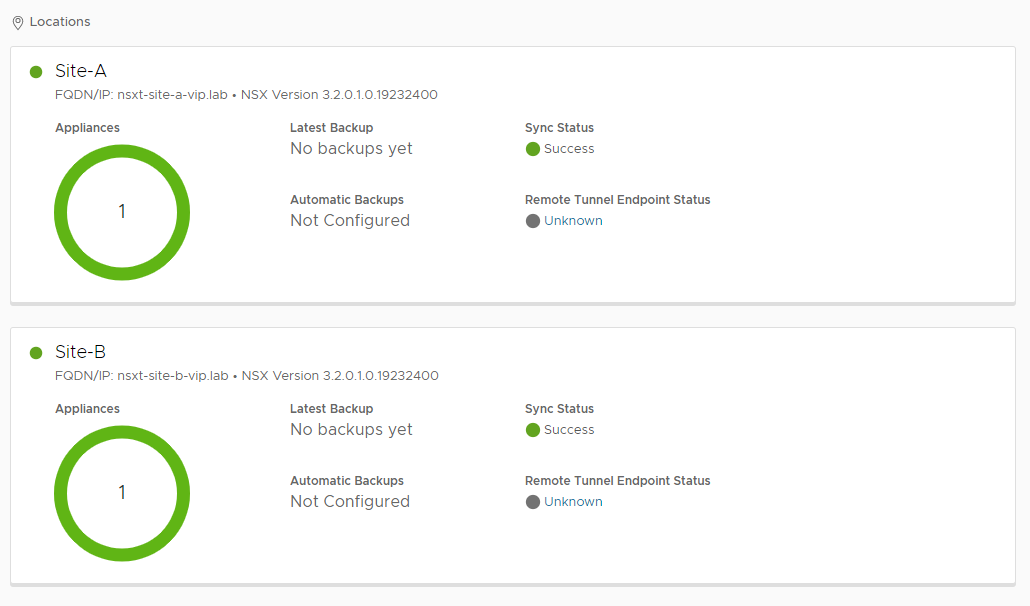 Locations
Site-A
FQDN/IP: nsxt-site-a-vip.lab • NSX Version 3.2.0.1.0.19232400
Appliances
Latest Backup
Sync Status
No backups yet
Success
1
Automatic Backups
Remote Tunnel Endpoint Status
Not Configured
Unknown
Site-B
FQDN/IP: nsxt-site-b-vip.lab • NSX Version 3.2.0.1.0.19232400
Appliances
Latest Backup
Sync Status
No backups yet
Success
1
Automatic Backups
Remote Tunnel Endpoint Status
Not Configured
Unknown